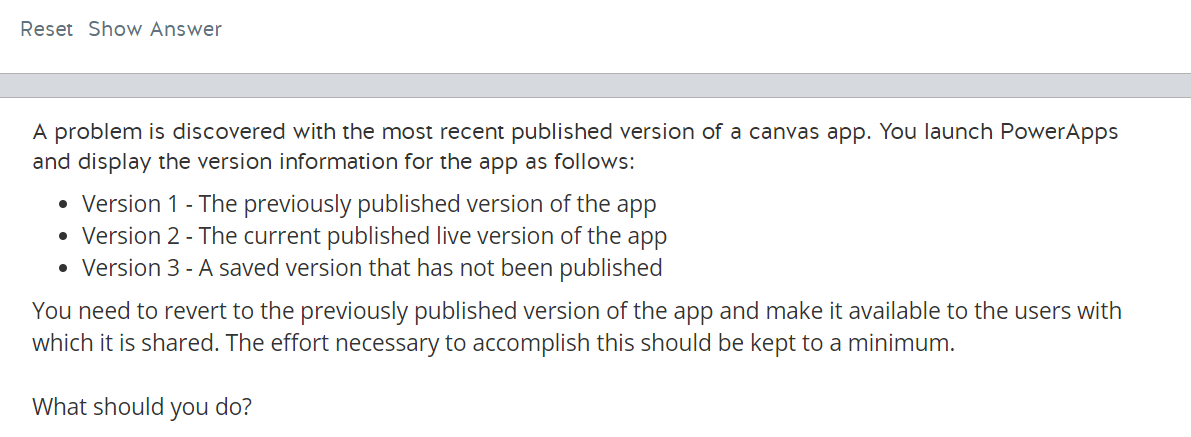 Reset Show Answer
A problem is discovered with the most recent published version of a canvas app. You launch PowerApps
and display the version information for the app as follows:
• Version 1 - The previously published version of the app
• Version 2 - The current published live version of the app
• Version 3 - A saved version that has not been published
You need to revert to the previously published version of the app and make it available to the users with
which it is shared. The effort necessary to accomplish this should be kept to a minimum.
What should you do?